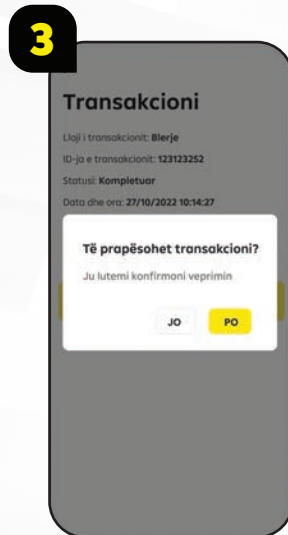 3
Transakcioni
Lloji i transakcionit: Blerje
ID-ja e transakcionit: 123123252
Statusi: Kompletuar
Data dhe ora: 27/10/2022 10:14:27
Të prapësohet transakcioni?
Ju lutemi konfirmoni veprimin
JO PO